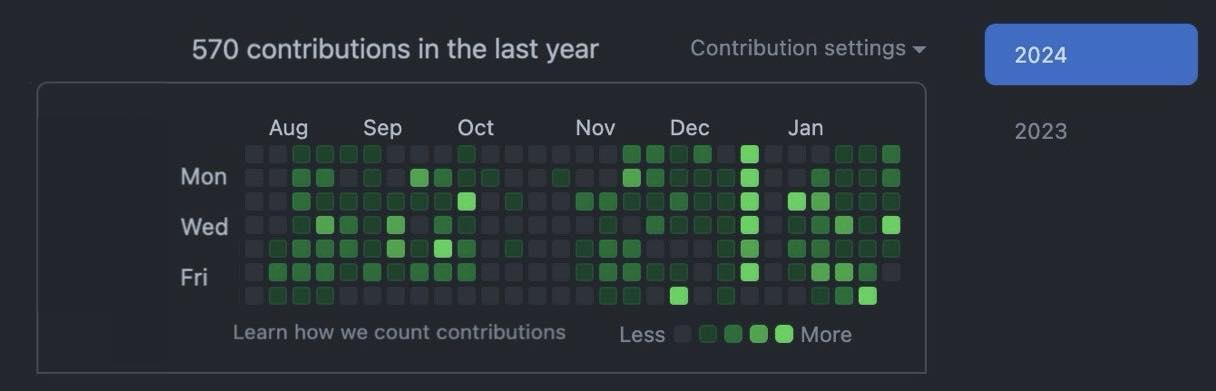 570 contributions in the last year
Contribution settings
2024
2023
Aug Sep Oct Nov Dec Jan
Mon
Wed
Fri
Learn how we count contributions
Less More